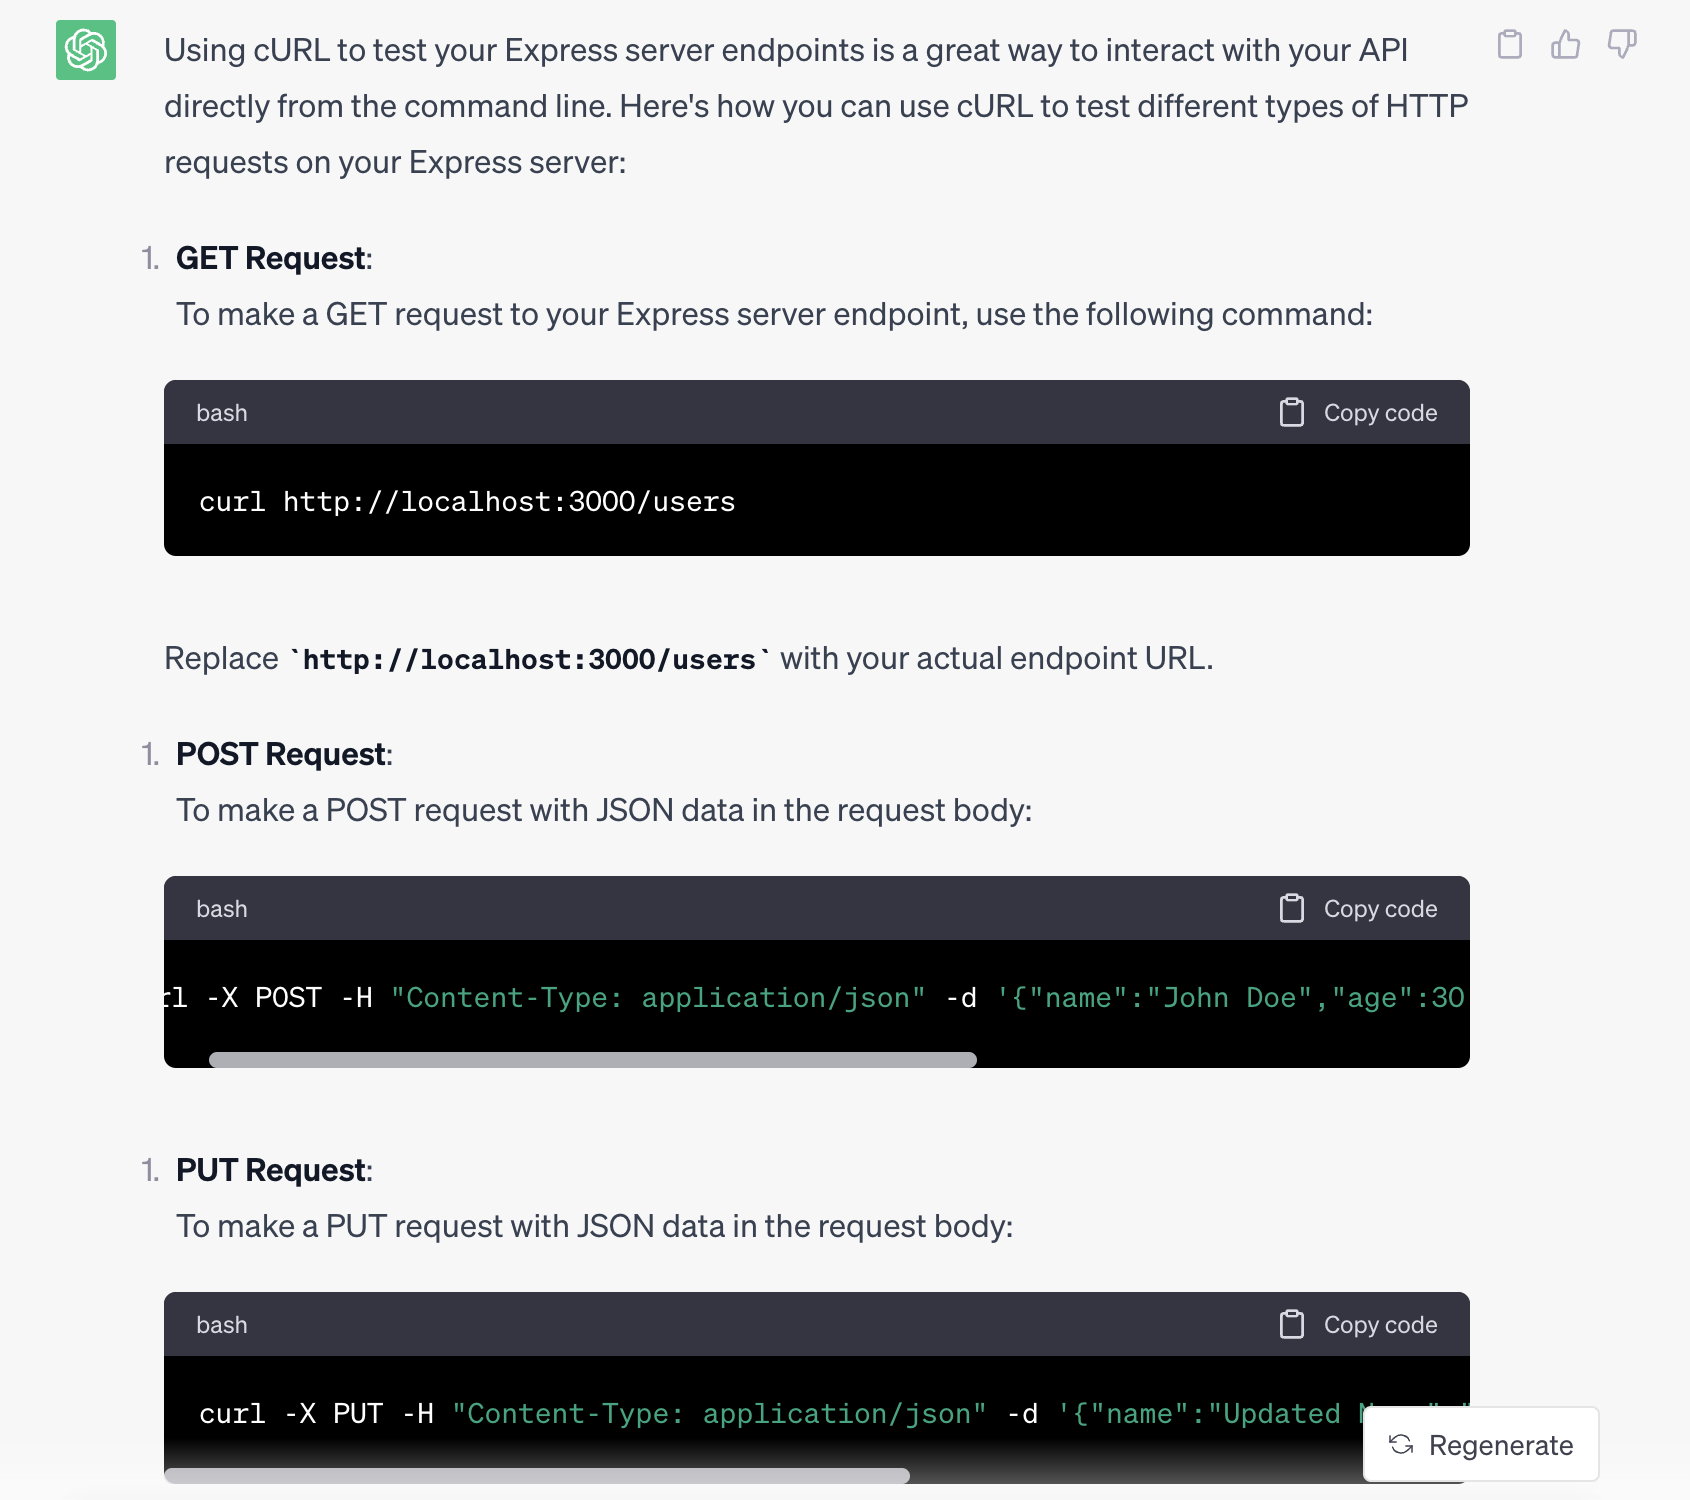 Using cURL to test your Express server endpoints is a great way to interact with your API
directly from the command line. Here's how you can use cURL to test different types of HTTP
requests on your Express server:
1. GET Request:
To make a GET request to your Express server endpoint, use the following command:
bash Copy code
curl http://localhost:3000/users
Replace `http://localhost:3000/users` with your actual endpoint URL.
1. POST Request:
To make a POST request with JSON data in the request body:
bash Copy code
rl -X POST -H "Content-Type: application/json" -d '{"name":"John Doe","age":30
1. PUT Request:
To make a PUT request with JSON data in the request body:
bash Copy code
curl -X PUT -H "Content-Type: application/json" -d '{"name":"Updated
Regenerate